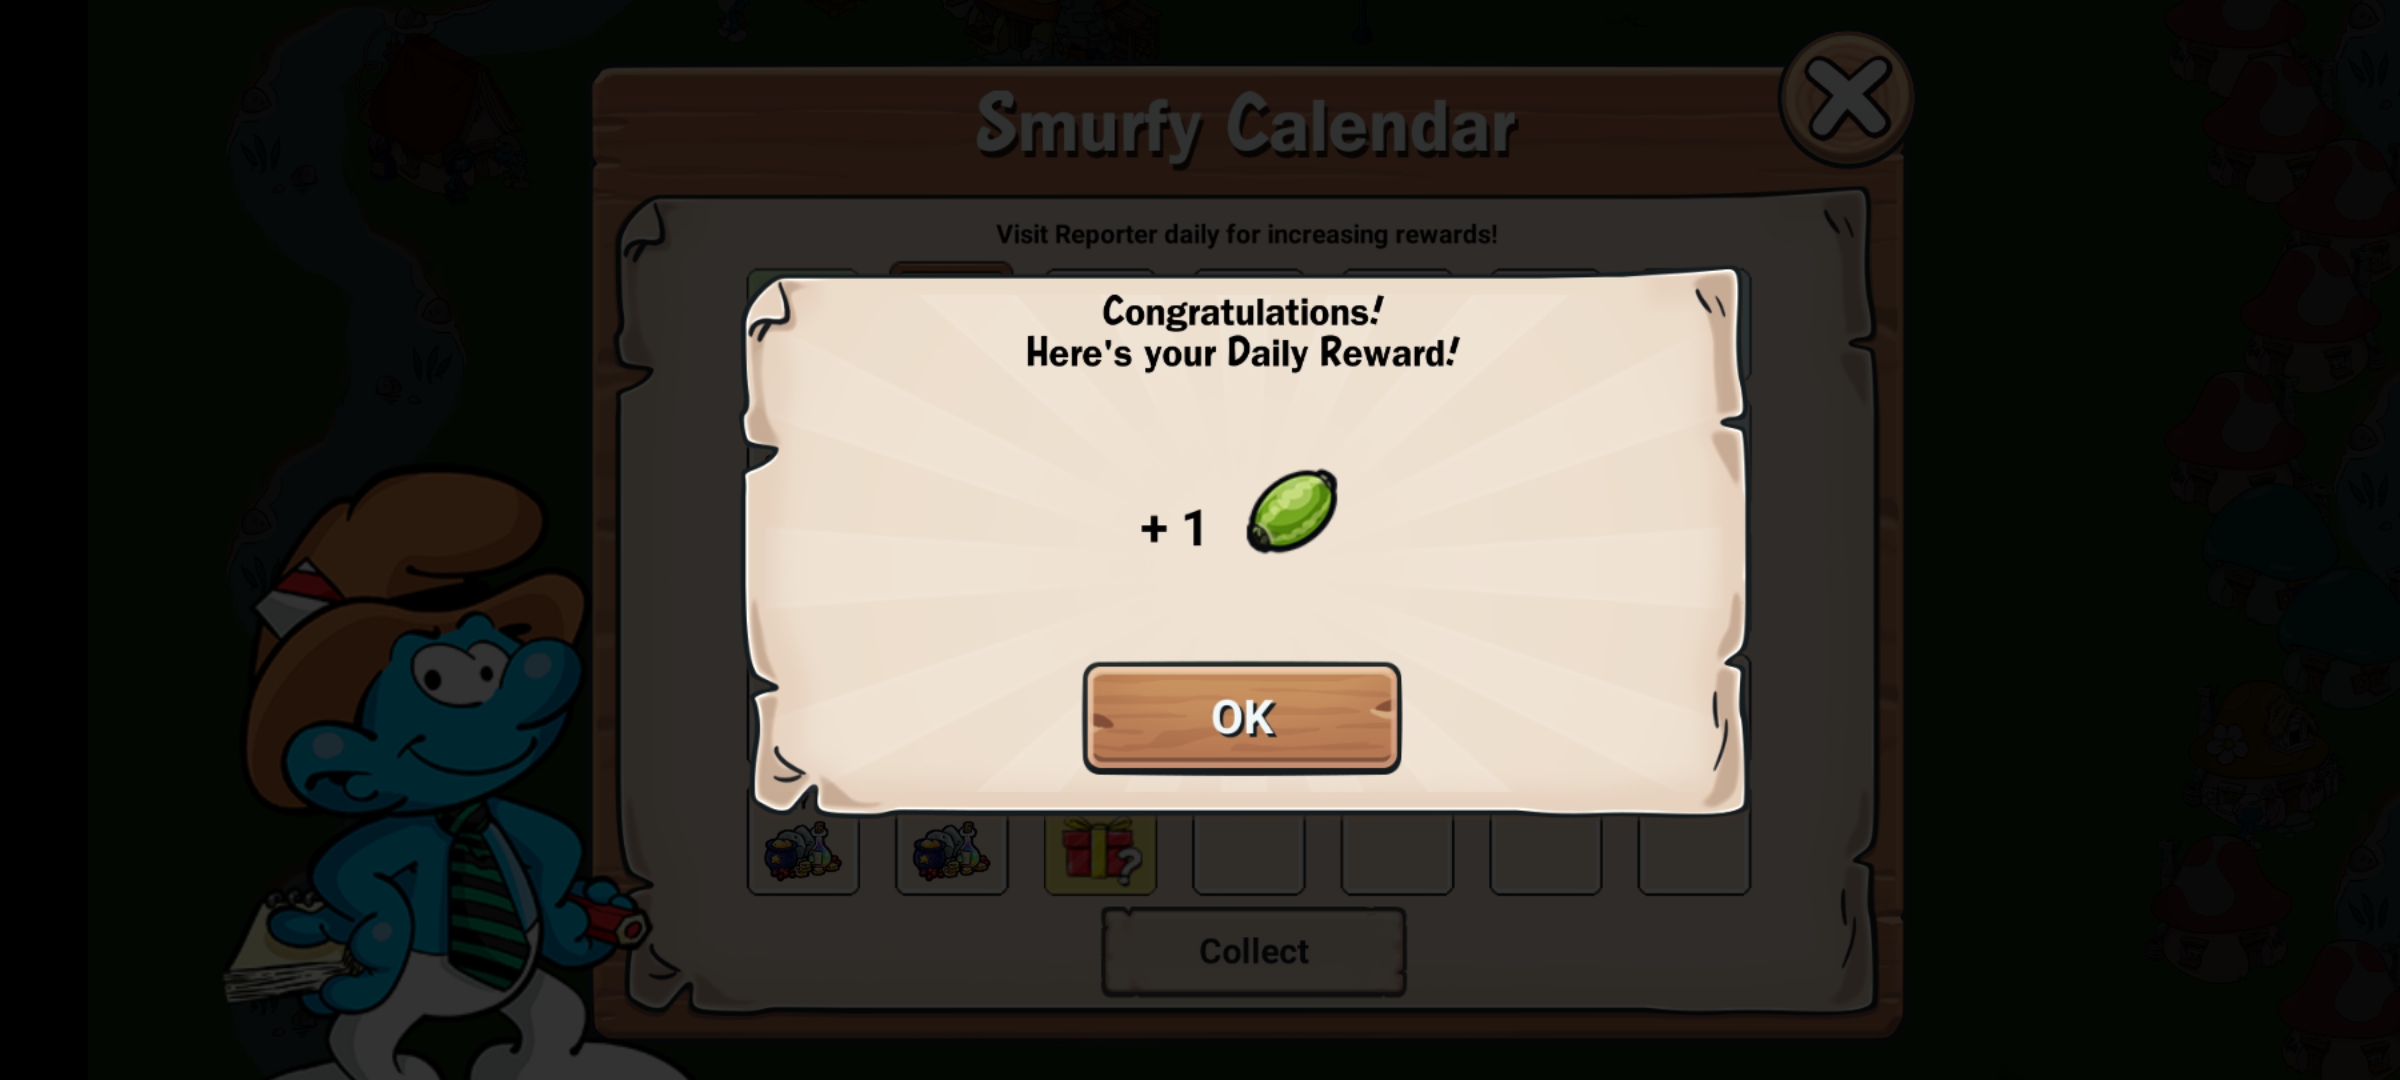 Smurfy Calendar
Visit Reporter daily for increasing rewards!
Congratulations!
Here's your Daily Reward!
+ 1
OK
?
Collect